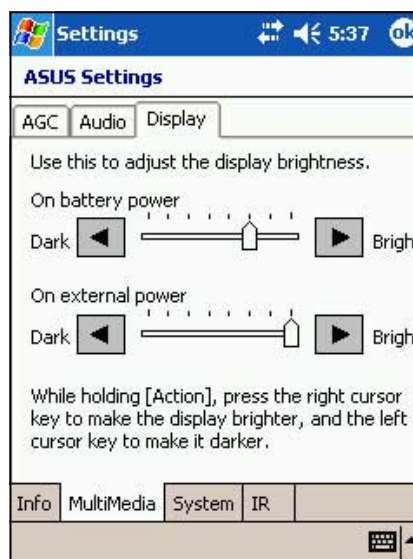 Settings 5:37 ok
ASUS Settings
AGC Audio Display
Use this to adjust the display brightness.
On battery power
Dark Brigh
On external power
Dark Brigh
While holding [Action], press the right cursor
key to make the display brighter, and the left
cursor key to make it darker.
Info MultiMedia System IR